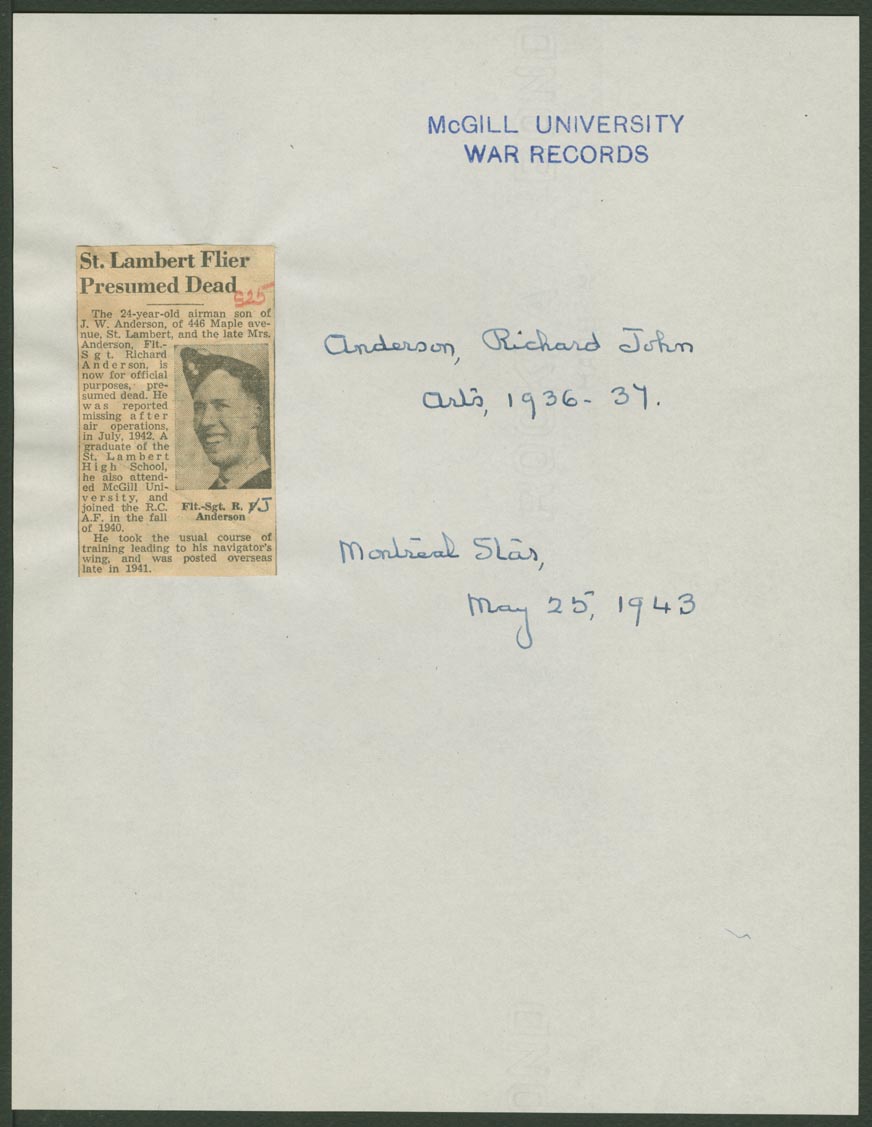 McGILL UNIVERSITY
WAR RECORDS
St. Lambert Flier
Presumed Dead
S25
The 24-year-old airman son of
J. W. Anderson, of 446 Maple ave-
nue, St. Lambert, and the late Mrs.
Anderson, Flt.-
Sgt. Richard
Anderson, is
now for official
purposes, pre-
sumed dead. He
was reported
missing after
air operations,
in July, 1942. A
graduate of the
St. Lambert
High School,
he also attend-
ed McGill Uni-
versity, and
joined the R.C.
A.F. in the fall
of 1940.
He took the usual course of
training leading to his navigator's
wing, and was posted overseas
late in 1941.
Flt.-Sgt. R. J
Anderson
Anderson, Richard John
Arts, 1936-37.
Montreal Star,
May 25, 1943